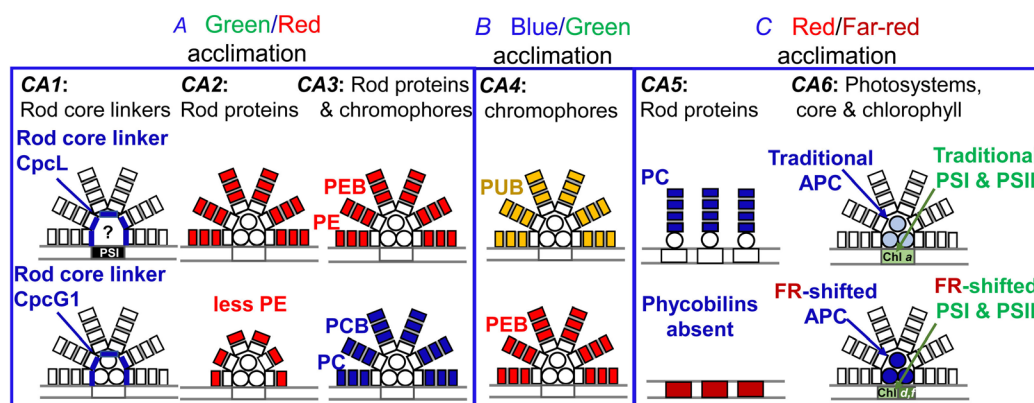 A Green/Red
acclimation
B Blue/Green
acclimation
C Red/Far-red
acclimation
CA1:
Rod core linkers
CA2:
Rod proteins
CA3: Rod proteins
& chromophores
CA4:
chromophores
CA5:
Rod proteins
CA6: Photosystems,
core & chlorophyll
Rod core linker
CpcL
?
PSI
PEB
PE
PUB
PC
Traditional
APC
Traditiona
PSI & PSII
Chl a
Rod core linker
CpcG1
less PE
PCB
PC
PEB
Phycobilins
absent
FR-shifted
APC
FR-shifted
PSI & PSII
Chl d,f